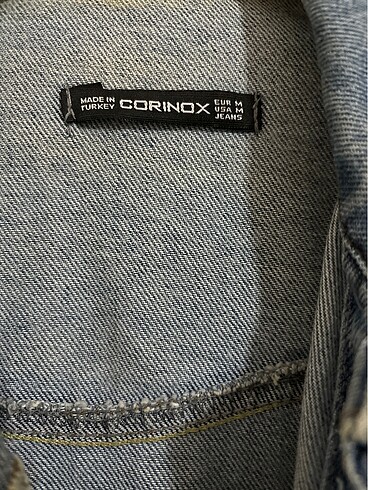 MADE IN
TURKEY
CORINOX
EUR M
USA M
JEANS